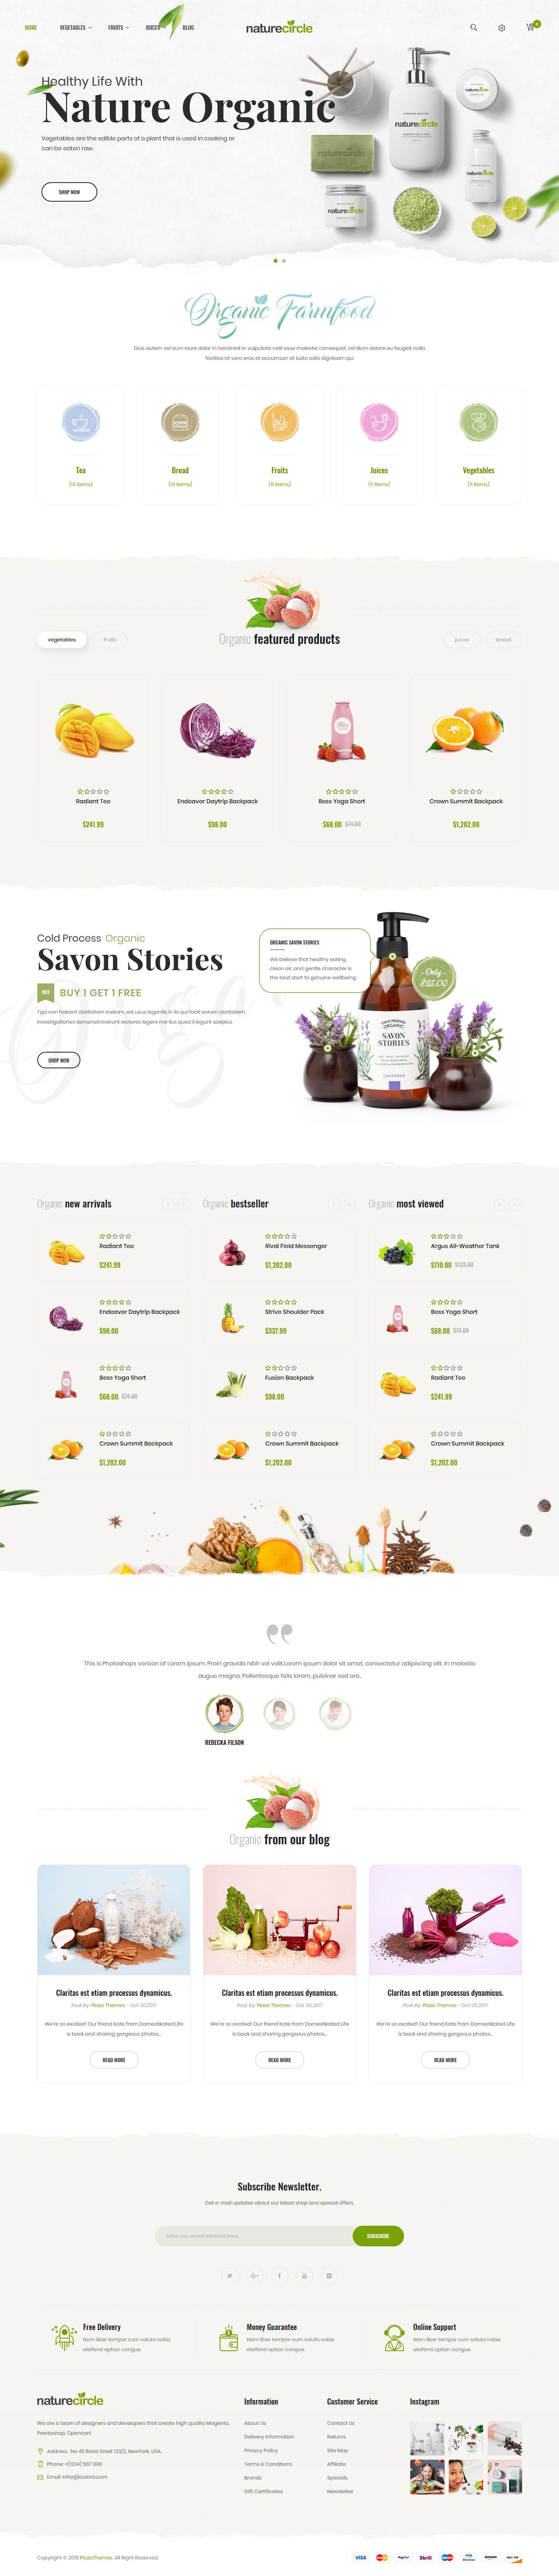 HOME
VEGETABLES
FRUITS
JUICES
BLOG
naturecircle
0
Healthy Life With
Nature Organic
Vegetables are the edible parts of a plant that is used in cooking or
can be eaten raw.
SHOP NOW
naturecircle
naturecircle
naturecircle
naturecircle
naturecircle
Organic Farmfood
Duis autem vel eum iriure dolor in hendrerit in vulputate velit esse molestie consequat, vel illum dolore eu feugiat nulla
facilisis at vero eros et accumsan et iusto odio dignissim qui
Tea
(13 items)
Bread
(14 items)
Fruits
(8 items)
Juices
(11 items)
Vegetables
(11 items)
vegetables
fruits
Organic featured products
juices
bread
Radiant Tee
$241.99
Endeavor Daytrip Backpack
$98.00
Boss Yoga Short
$68.00 $74.00
Crown Summit Backpack
$1,202.00
Cold Process Organic
Savon Stories
HOT
BUY 1 GET 1 FREE
Typi non habent claritatem insitam, est usus legentis in iis qui facit eorum claritatem.
Investigationes demonstraverunt lectores legere me lius quod ii legunt saepius.
SHOP NOW
ORGANIC SAVON STORIES
We believe that healthy eating,
clean air, and gentle character is
the best start to genuine wellbeing.
- Only -
$25.00
COLD PROCESS
ORGANIC
SAVON
STORIES
LAVENDER
Organic new arrivals
Radiant Tee
$241.99
Endeavor Daytrip Backpack
$98.00
Boss Yoga Short
$68.00 $74.00
Crown Summit Backpack
$1,202.00
Organic bestseller
Rival Field Messenger
$1,202.00
Strive Shoulder Pack
$337.99
Fusion Backpack
$98.00
Crown Summit Backpack
$1,202.00
Organic most viewed
Argus All-Weather Tank
$110.00 $122.00
Boss Yoga Short
$68.00 $74.00
Radiant Tee
$241.99
Crown Summit Backpack
$1,202.00
This is Photoshops version of Lorem Ipsum. Proin gravida nibh vel velit.Lorem ipsum dolor sit amet, consectetur adipiscing elit. In molestie
augue magna. Pellentesque felis lorem, pulvinar sed ero..
REBECKA FILSON
Organic from our blog
Claritas est etiam processus dynamicus.
Post By: Plaza Themes - Oct 30,2017
We're so excited! Our friend Kate from Domestikated Life
is back and sharing gorgeous photos...
READ MORE
Claritas est etiam processus dynamicus.
Post By: Plaza Themes - Oct 30,2017
We're so excited! Our friend Kate from Domestikated Life
is back and sharing gorgeous photos...
READ MORE
Claritas est etiam processus dynamicus.
Post By: Plaza Themes - Oct 30,2017
We're so excited! Our friend Kate from Domestikated Life
is back and sharing gorgeous photos...
READ MORE
Subscribe Newsletter.
Get e-mail updates about our latest shop and special offers.
Enter you email address here...
SUBSCRIBE
Free Delivery
Nam liber tempor cum soluta nobis
eleifend option congue.
Money Guarantee
Nam liber tempor cum soluta nobis
eleifend option congue.
Online Support
Nam liber tempor cum soluta nobis
eleifend option congue.
naturecircle
We are a team of designers and developers that create high quality Magento,
Prestashop, Opencart.
Address : No 40 Baria Sreet 133/2, NewYork, USA.
Phone: +(1234) 567 890
Email: infor@colora.com
Information
About Us
Delivery Information
Privacy Policy
Terms & Conditions
Brands
Gift Certificates
Customer Service
Contact Us
Returns
Site Map
Affiliate
Specials
Newsletter
Instagram
Copyright © 2018 PlazaThemes. All Right Reserved.
VISA
PayPal
Skrill